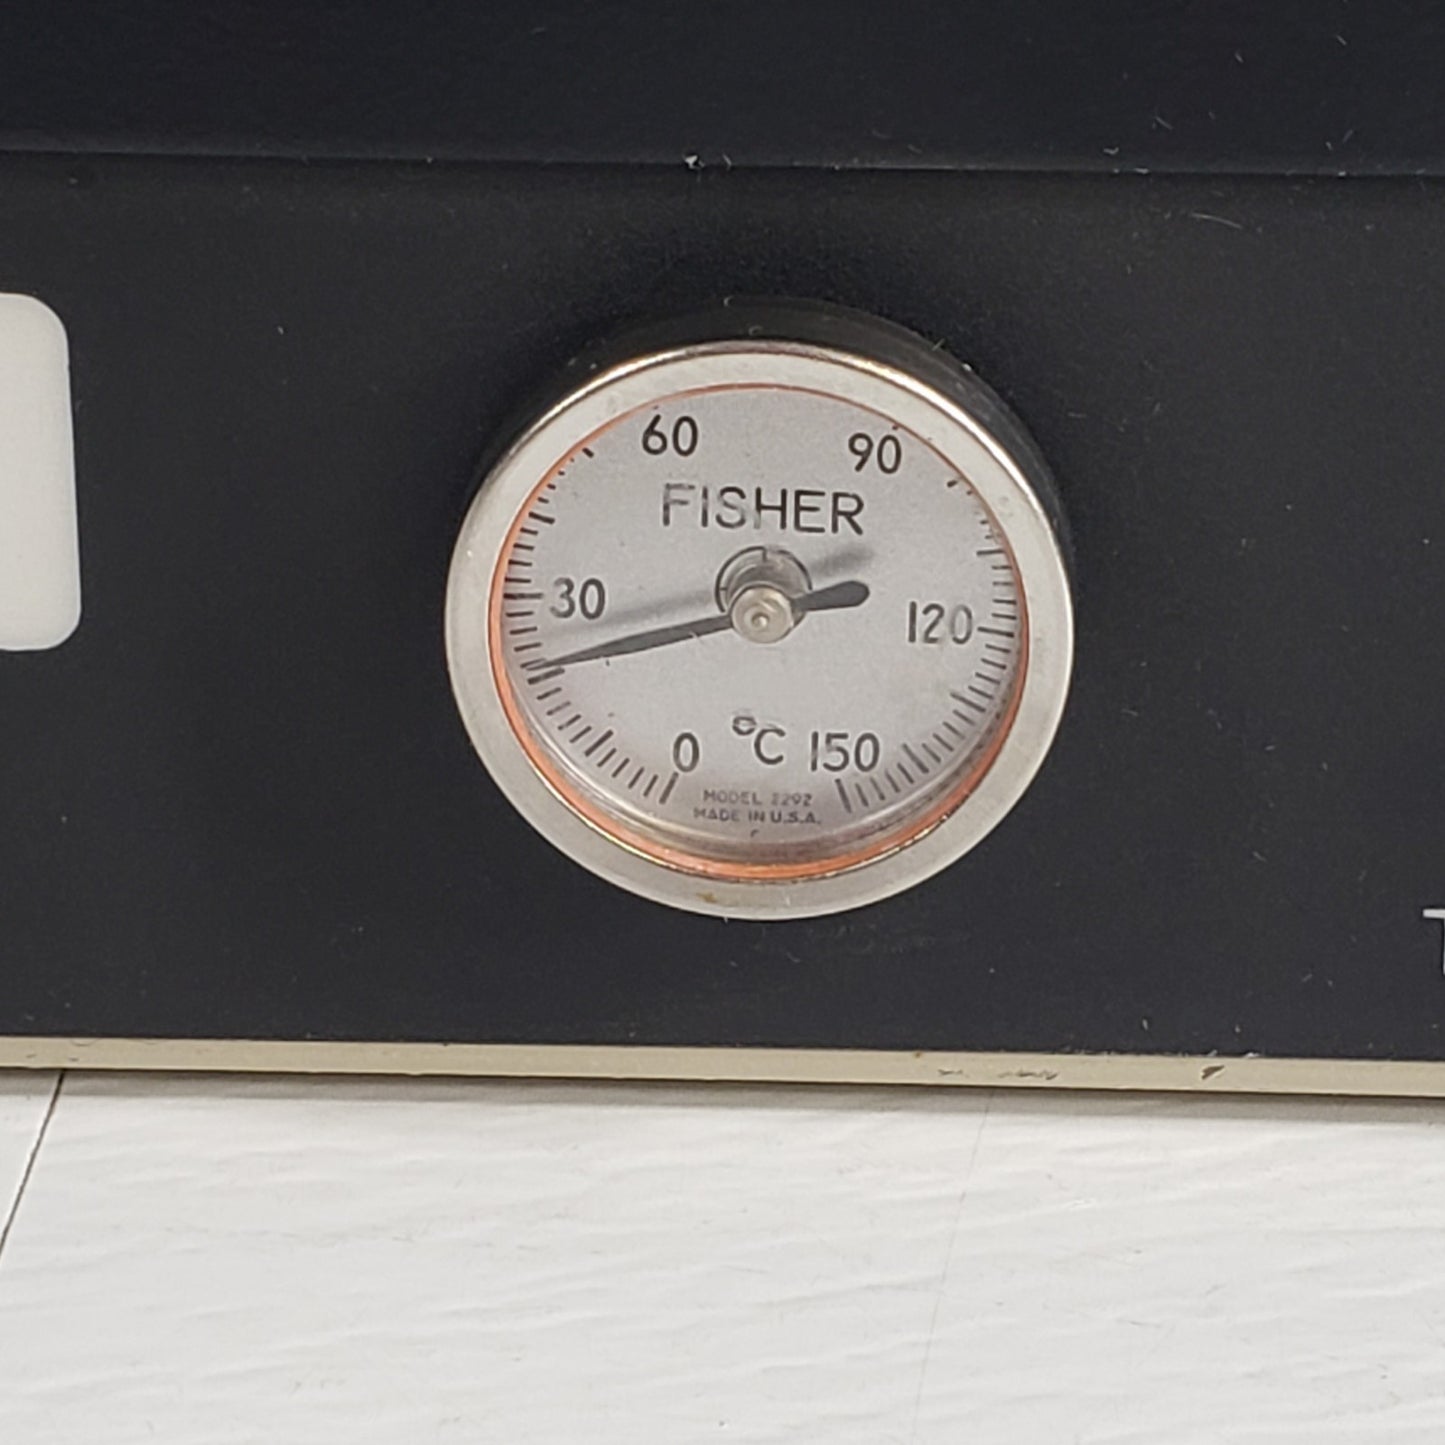 60 90
FISHER
30 120
0 °C 150
MODEL 2292
MADE IN U.S.A.